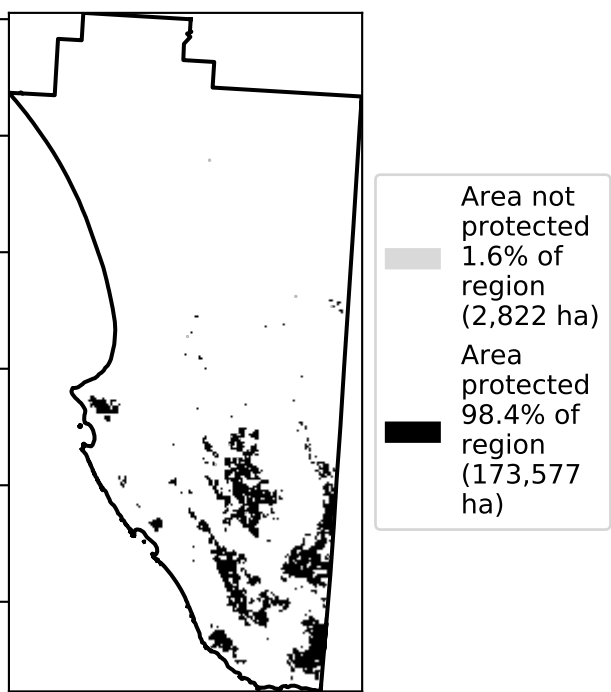 Area not
protected
1.6% of
region
(2,822 ha)
Area
protected
98.4% of
region
(173,577
ha)